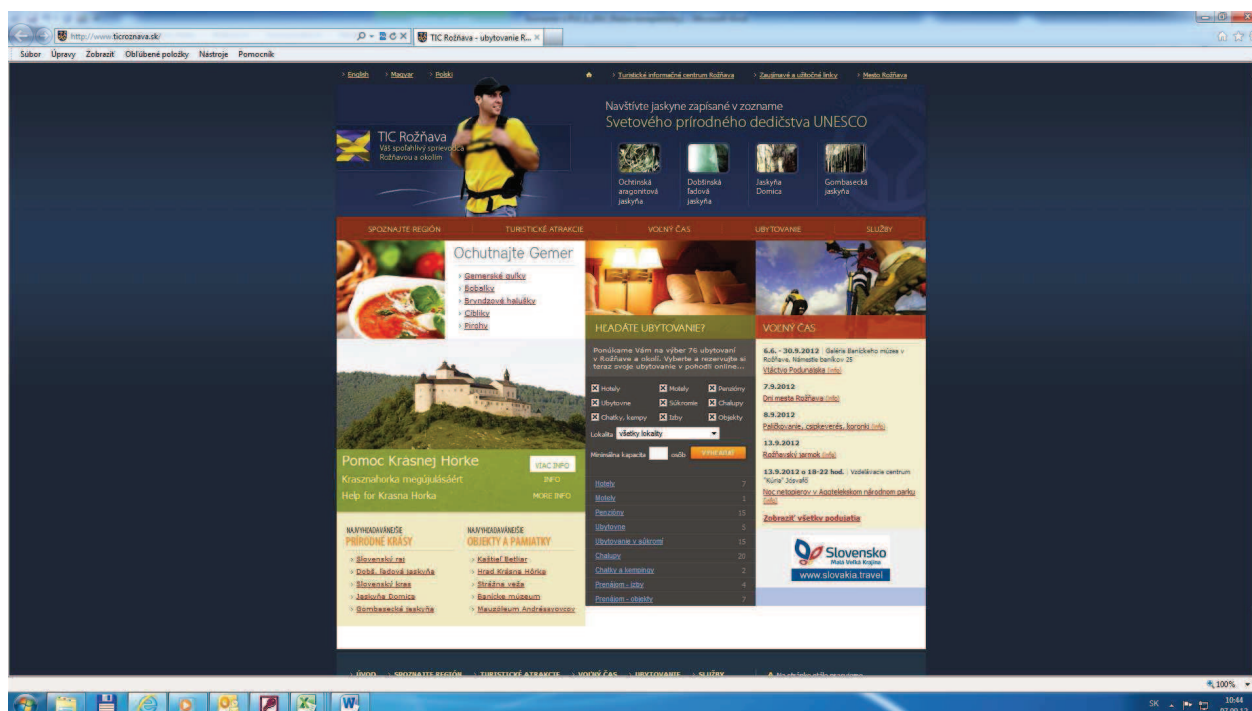 http://www.ticroznava.sk/
TIC Rožňava - ubytovanie R...
Súbor Úpravy Zobraziť Obľúbené položky Nástroje Pomocník
English Magyar Polski
Turistické informačné centrum Rožňava Zaujímavé a užitočné linky Mesto Rožňava
TIC Rožňava
Váš spoľahlivý sprievodca
Rožňavou a okolím
Navštívte jaskyne zapísané v zozname
Svetového prírodného dedičstva UNESCO
Ochtinská
aragonitová
jaskyňa
Dobšinská
ľadová
jaskyňa
Jaskyňa
Domica
Gombasecká
jaskyňa
SPOZNAJTE REGIÓN TURISTICKÉ ATRAKCIE VOĽNÝ ČAS UBYTOVANIE SLUŽBY
Ochutnajte Gemer
Gemerské guľky
Bobaľky
Bryndzové halušky
Cibliky
Pirohy
Pomoc Krásnej Hôrke VIAC INFO
Krasznahorka megújulásáért INFO
Help for Krasna Horka MORE INFO
NAJVYHĽADÁVANEJŠIE
PRÍRODNÉ KRÁSY
Slovenský raj
Dobš. ľadová jaskyňa
Slovenský kras
Jaskyňa Domica
Gombasecká jaskyňa
NAJVYHĽADÁVANEJŠIE
OBJEKTY A PAMIATKY
Kaštieľ Betliar
Hrad Krásna Hôrka
Strážna veža
Banícke múzeum
Mauzóleum Andrássyovcov
HĽADÁTE UBYTOVANIE?
Ponúkame Vám na výber 76 ubytovaní
v Rožňave a okolí. Vyberte a rezervujte si
teraz svoje ubytovanie v pohodlí online...
Hotely Motely Penzióny
Ubytovne Súkromie Chalupy
Chatky, kempy Izby Objekty
Lokalita všetky lokality
Minimálna kapacita osôb VYHĽADAŤ
Hotely 7
Motely 1
Penzióny 15
Ubytovne 5
Ubytovanie v súkromí 15
Chalupy 20
Chatky a kempingy 2
Prenájom - izby 4
Prenájom - objekty 7
VOĽNÝ ČAS
6.6. - 30.9.2012 | Galéria Baníckeho múzea v
Rožňave, Námestie baníkov 25
Vtáctvo Podunajska (info)
7.9.2012
Dni mesta Rožňava (info)
8.9.2012
Paličkovanie, csipkeverés, koronki (info)
13.9.2012
Rožňavský jarmok (info)
13.9.2012 o 18-22 hod. | Vzdelávacie centrum
"Kúria" Jósvafő
Noc netopierov v Aggtelekskom národnom parku
(info)
Zobraziť všetky podujatia
Slovensko
Malá Veľká Krajina
www.slovakia.travel
ÚVOD SPOZNAJTE REGIÓN TURISTICKÉ ATRAKCIE VOĽNÝ ČAS UBYTOVANIE SLUŽBY
100%
SK 10:44